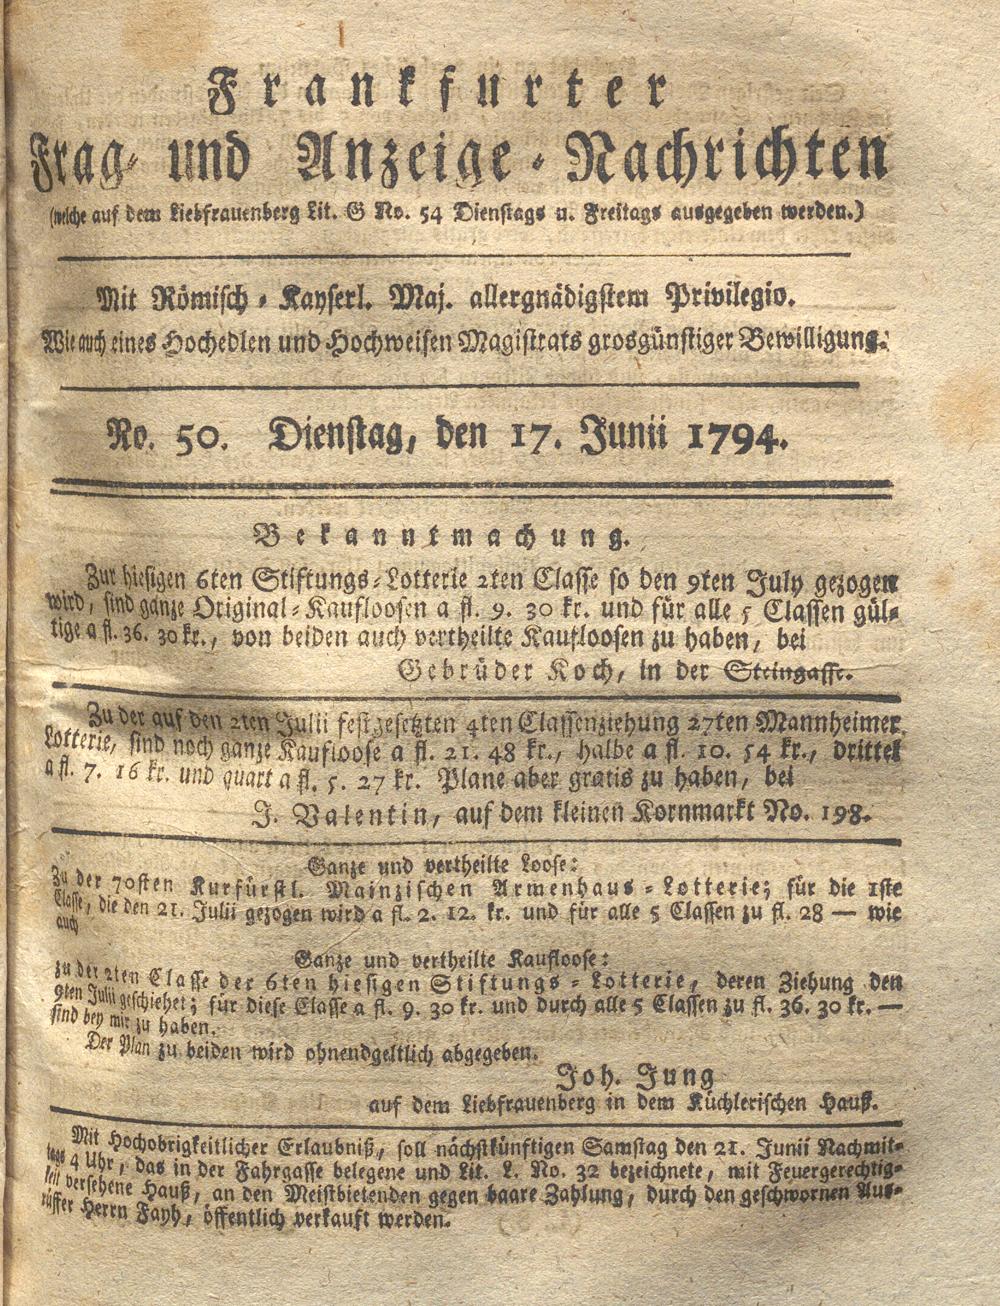 Frankfurter
Frag- und Anzeige-Nachrichten
(welche auf dem Liebfrauenberg Lit. G No. 54 Dienstags u. Freitags ausgegeben werden.)
Mit Römisch-Kayserl. Maj. allergnädigstem Privilegio.
Wie auch eines Hochedlen und Hochweisen Magistrats grosgünstiger Bewilligung.
No. 50. Dienstag, den 17. Junii 1794.
Bekanntmachung.
Zur hiesigen 6ten Stiftungs-Lotterie 2ten Classe so den 9ten July gezogen
wird, sind ganze Original-Kaufloosen a fl. 9. 30 kr. und für alle 5 Classen gül-
tige a fl. 36. 30 kr., von beiden auch vertheilte Kaufloosen zu haben, bei
Gebrüder Koch, in der Steingasse.
Zu der auf den 2ten Julii festgesetzten 4ten Classenziehung 27ten Mannheimer
Lotterie, sind noch ganze Kaufloose a fl. 21. 48 kr., halbe a fl. 10. 54 kr., drittel
a fl. 7. 16 kr. und quart a fl. 5. 27 kr. Plane aber gratis zu haben, bei
J. Valentin, auf dem kleinen Kornmarkt No. 198.
Ganze und vertheilte Loose:
Zu der 70sten Kurfürstl. Mainzischen Armenhaus-Lotterie; für die 1ste
Classe, die den 21. Julii gezogen wird a fl. 2. 12. kr. und für alle 5 Classen zu fl. 28 — wie
auch
Ganze und vertheilte Kaufloose:
zu der 2ten Classe der 6ten hiesigen Stiftungs-Lotterie, deren Ziehung den
9ten Julii geschiehet; für diese Classe a fl. 9. 30 kr. und durch alle 5 Classen zu fl. 36. 30 kr. —
sind bey mir zu haben.
Der Plan zu beiden wird ohnendgeltlich abgegeben.
Joh. Jung
auf dem Liebfrauenberg in dem Küchlerischen Hauß.
Mit Hochobrigkeitlicher Erlaubniß, soll nächstkünftigen Samstag den 21. Junii Nachmit-
tags 4 Uhr, das in der Fahrgasse belegene und Lit. L. No. 32 bezeichnete, mit Feuergerechtig-
keit versehene Hauß, an den Meistbietenden gegen baare Zahlung, durch den geschwornen Aus-
rüffer Herrn Fayh, öffentlich verkauft werden.